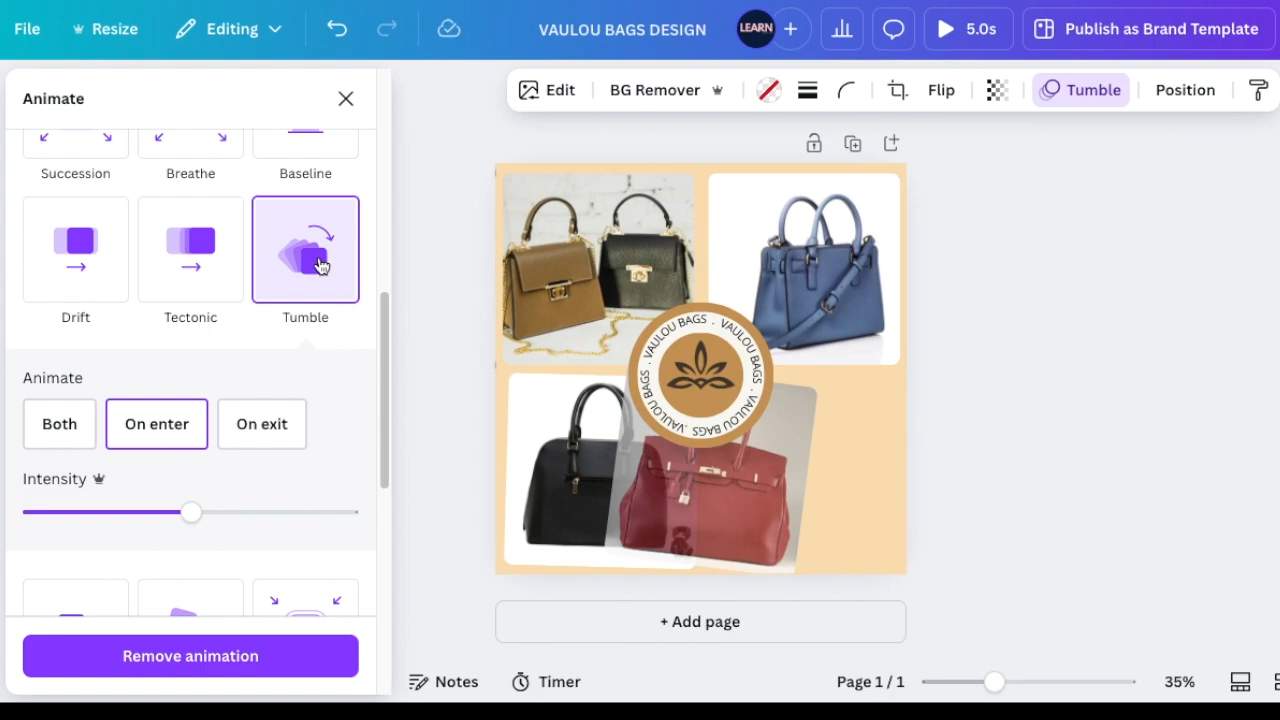 File
Resize
Editing
VAULOU BAGS DESIGN
LEARN
5.0s
Publish as Brand Template
Animate
Edit
BG Remover
Flip
Tumble
Position
Succession
Breathe
Baseline
Drift
Tectonic
Tumble
Animate
Both
On enter
On exit
Intensity
Remove animation
VAULOU BAGS . VAULOU BAGS . VAULOU BAGS . VAULOU BAGS .
+ Add page
Notes
Timer
Page 1 / 1
35%